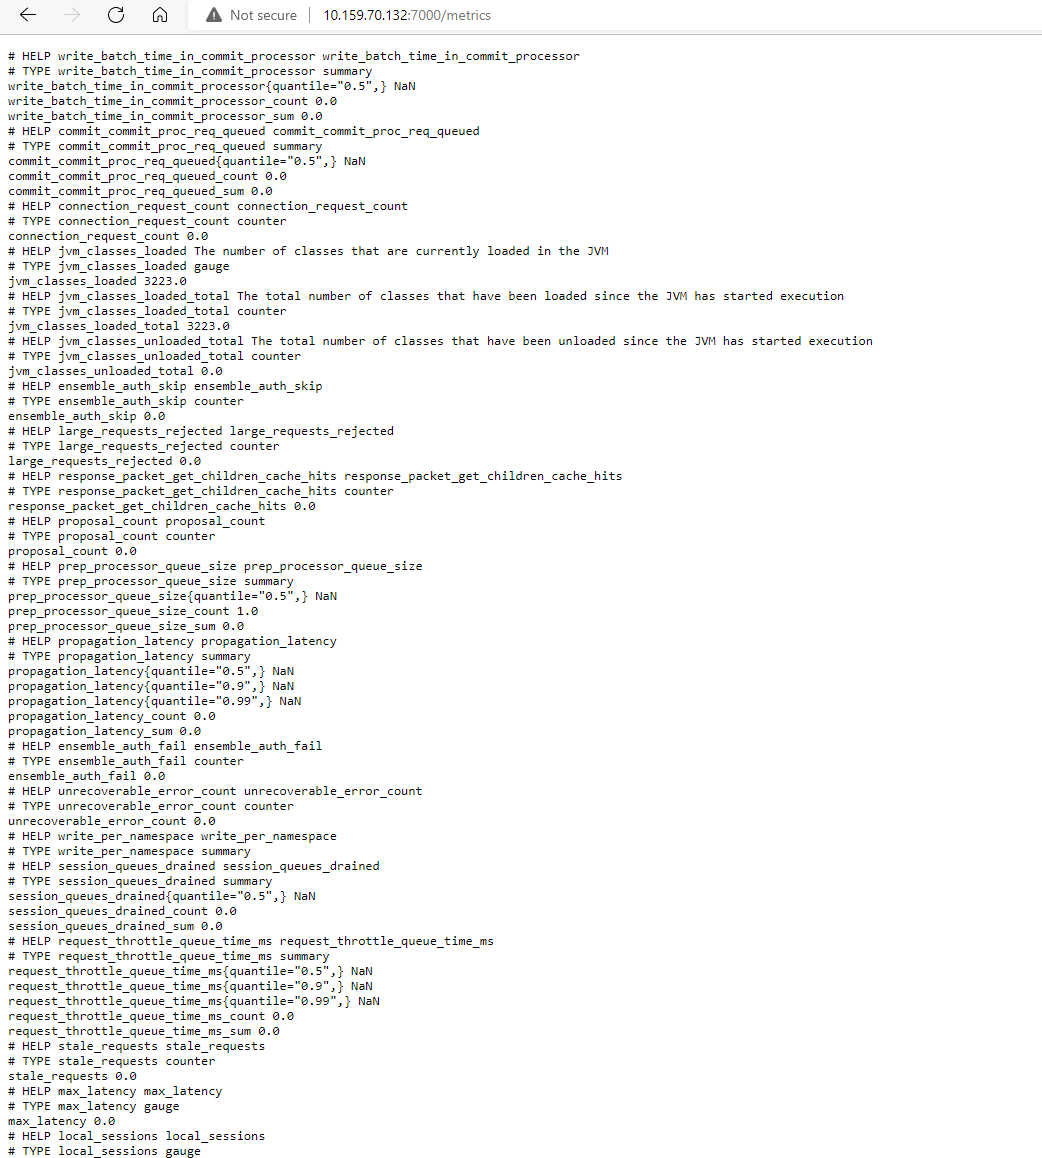 Not secure | 10.159.70.132:7000/metrics
# HELP write_batch_time_in_commit_processor write_batch_time_in_commit_processor
# TYPE write_batch_time_in_commit_processor summary
write_batch_time_in_commit_processor{quantile="0.5",} NaN
write_batch_time_in_commit_processor_count 0.0
write_batch_time_in_commit_processor_sum 0.0
# HELP commit_commit_proc_req_queued commit_commit_proc_req_queued
# TYPE commit_commit_proc_req_queued summary
commit_commit_proc_req_queued{quantile="0.5",} NaN
commit_commit_proc_req_queued_count 0.0
commit_commit_proc_req_queued_sum 0.0
# HELP connection_request_count connection_request_count
# TYPE connection_request_count counter
connection_request_count 0.0
# HELP jvm_classes_loaded The number of classes that are currently loaded in the JVM
# TYPE jvm_classes_loaded gauge
jvm_classes_loaded 3223.0
# HELP jvm_classes_loaded_total The total number of classes that have been loaded since the JVM has started execution
# TYPE jvm_classes_loaded_total counter
jvm_classes_loaded_total 3223.0
# HELP jvm_classes_unloaded_total The total number of classes that have been unloaded since the JVM has started execution
# TYPE jvm_classes_unloaded_total counter
jvm_classes_unloaded_total 0.0
# HELP ensemble_auth_skip ensemble_auth_skip
# TYPE ensemble_auth_skip counter
ensemble_auth_skip 0.0
# HELP large_requests_rejected large_requests_rejected
# TYPE large_requests_rejected counter
large_requests_rejected 0.0
# HELP response_packet_get_children_cache_hits response_packet_get_children_cache_hits
# TYPE response_packet_get_children_cache_hits counter
response_packet_get_children_cache_hits 0.0
# HELP proposal_count proposal_count
# TYPE proposal_count counter
proposal_count 0.0
# HELP prep_processor_queue_size prep_processor_queue_size
# TYPE prep_processor_queue_size summary
prep_processor_queue_size{quantile="0.5",} NaN
prep_processor_queue_size_count 1.0
prep_processor_queue_size_sum 0.0
# HELP propagation_latency propagation_latency
# TYPE propagation_latency summary
propagation_latency{quantile="0.5",} NaN
propagation_latency{quantile="0.9",} NaN
propagation_latency{quantile="0.99",} NaN
propagation_latency_count 0.0
propagation_latency_sum 0.0
# HELP ensemble_auth_fail ensemble_auth_fail
# TYPE ensemble_auth_fail counter
ensemble_auth_fail 0.0
# HELP unrecoverable_error_count unrecoverable_error_count
# TYPE unrecoverable_error_count counter
unrecoverable_error_count 0.0
# HELP write_per_namespace write_per_namespace
# TYPE write_per_namespace summary
# HELP session_queues_drained session_queues_drained
# TYPE session_queues_drained summary
session_queues_drained{quantile="0.5",} NaN
session_queues_drained_count 0.0
session_queues_drained_sum 0.0
# HELP request_throttle_queue_time_ms request_throttle_queue_time_ms
# TYPE request_throttle_queue_time_ms summary
request_throttle_queue_time_ms{quantile="0.5",} NaN
request_throttle_queue_time_ms{quantile="0.9",} NaN
request_throttle_queue_time_ms{quantile="0.99",} NaN
request_throttle_queue_time_ms_count 0.0
request_throttle_queue_time_ms_sum 0.0
# HELP stale_requests stale_requests
# TYPE stale_requests counter
stale_requests 0.0
# HELP max_latency max_latency
# TYPE max_latency gauge
max_latency 0.0
# HELP local_sessions local_sessions
# TYPE local_sessions gauge